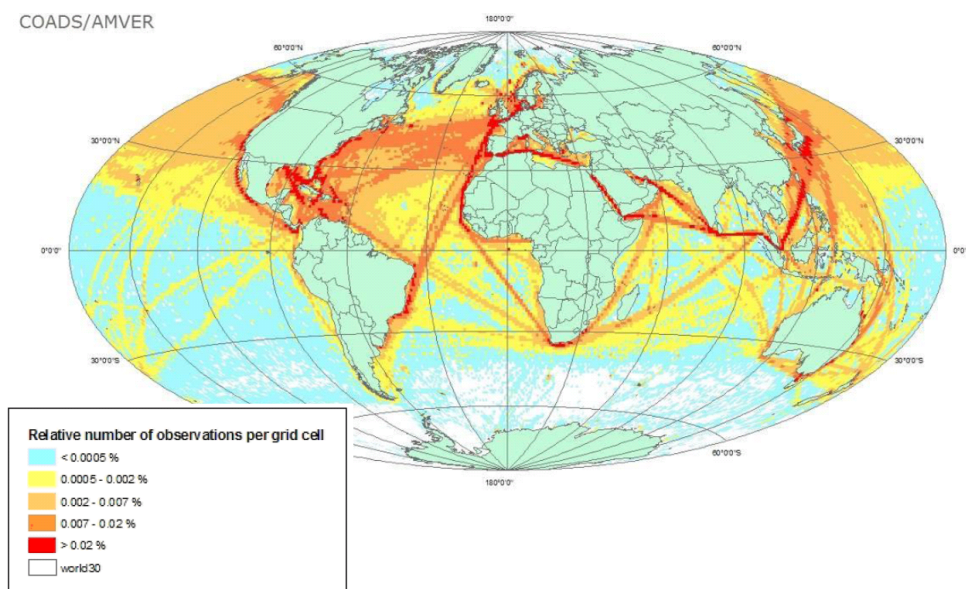 COADS/AMVER
180°0'0"
60°0'0"N
60°0'0"N
30°0'0"N
30°0'0"N
0°0'0"
0°0'0"
30°0'0"S
30°0'0"S
60°0'0"S
180°0'0"
Relative number of observations per grid cell
< 0.0005 %
0.0005 - 0.002 %
0.002 - 0.007 %
0.007 - 0.02 %
> 0.02 %
world30